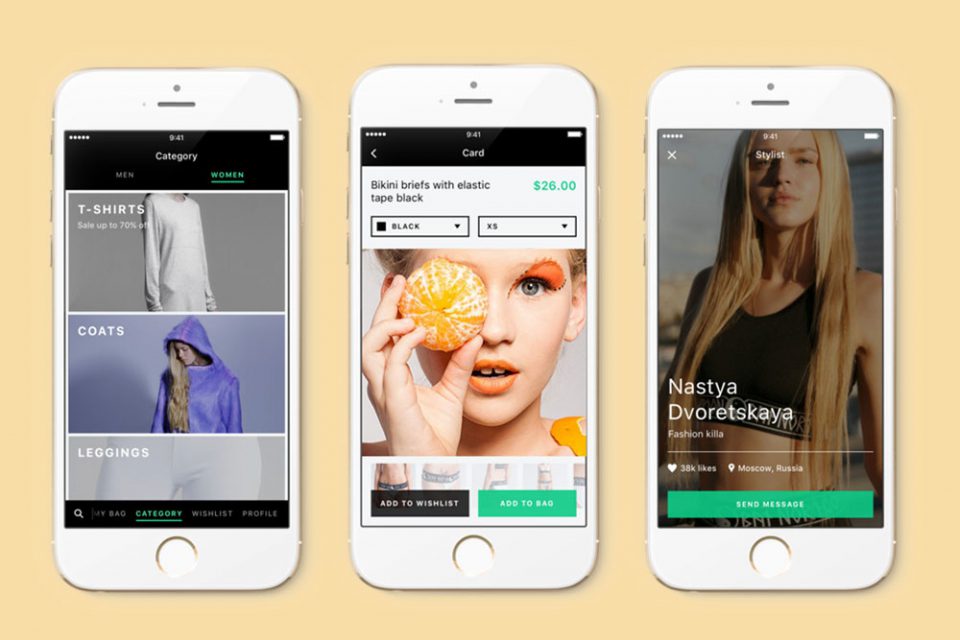 9:41
Category
MEN WOMEN
T-SHIRTS
Sale up to 70% off
COATS
LEGGINGS
MY BAG CATEGORY WISHLIST PROFILE
9:41
Card
Bikini briefs with elastic
tape black
$26.00
BLACK XS
ADD TO WISHLIST ADD TO BAG
9:41
Stylist
Nastya
Dvoretskaya
Fashion killa
38k likes Moscow, Russia
SEND MESSAGE